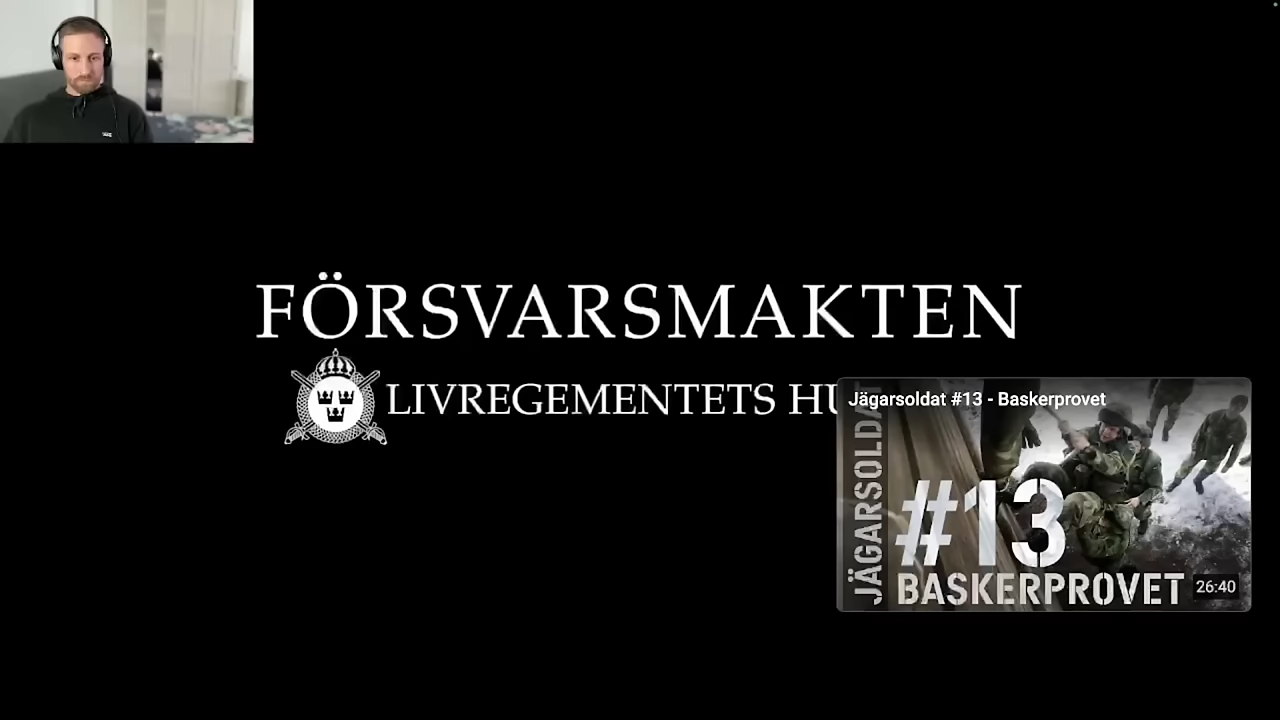 FÖRSVARSMAKTEN
LIVREGEMENTETS HU
Jägarsoldat #13 - Baskerprovet
JÄGARSOLDAT
#13
BASKERPROVET
26:40